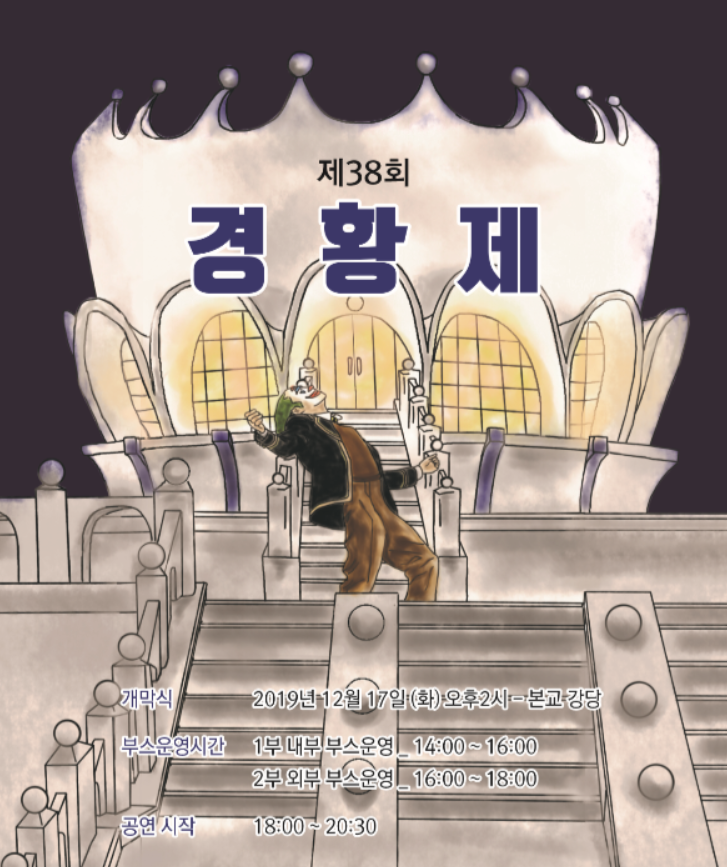 제38회
경황제
개막식 2019년 12월 17일 (화) 오후2시 - 본교 강당
부스운영시간 1부 내부 부스운영 _ 14:00 ~ 16:00
2부 외부 부스운영 _ 16:00 ~ 18:00
공연 시작 18:00 ~ 20:30